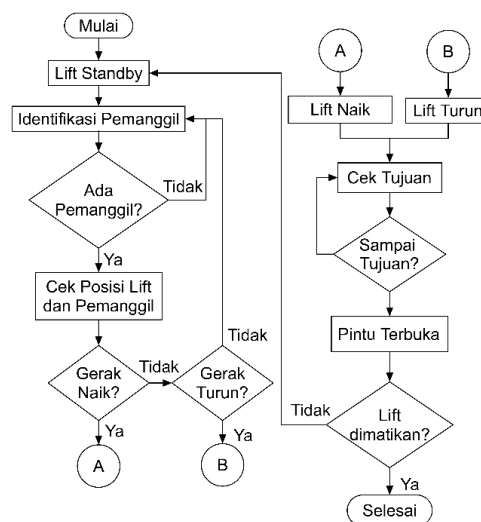 Mulai
Lift Standby
Identifikasi Pemanggil
Ada
Pemanggil?
Tidak
Ya
Cek Posisi Lift
dan Pemanggil
Gerak
Naik?
Tidak
Ya
A
Gerak
Turun?
Tidak
Ya
B
A
B
Lift Naik
Lift Turun
Cek Tujuan
Sampai
Tujuan?
Pintu Terbuka
Lift
dimatikan?
Tidak
Ya
Selesai